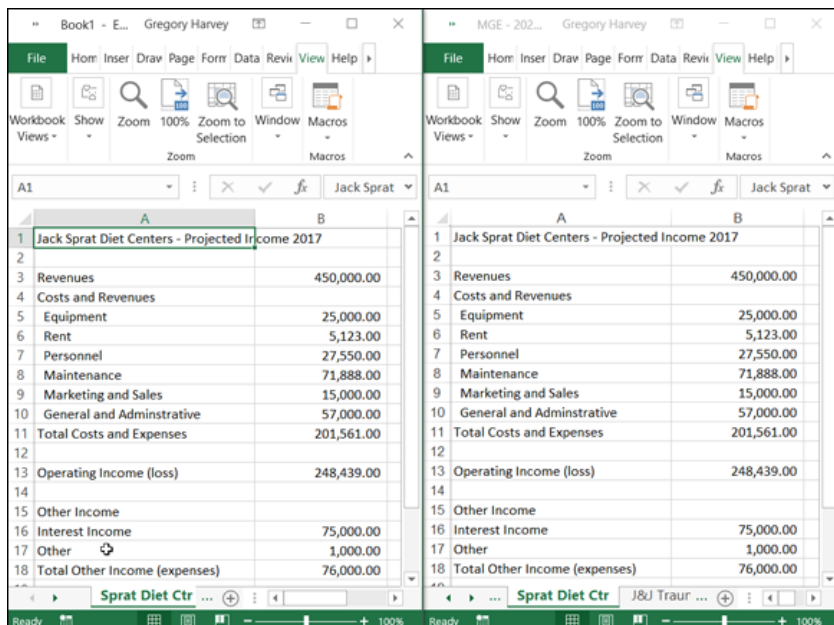 Book1 - E... Gregory Harvey
File Hom Inser Drav Page Forr Data Revi View Help
Workbook Views Show Zoom 100% Zoom to Selection Window Macros
Zoom Macros
A1 fx Jack Sprat
A B
1 Jack Sprat Diet Centers - Projected Income 2017
2
3 Revenues 450,000.00
4 Costs and Revenues
5 Equipment 25,000.00
6 Rent 5,123.00
7 Personnel 27,550.00
8 Maintenance 71,888.00
9 Marketing and Sales 15,000.00
10 General and Adminstrative 57,000.00
11 Total Costs and Expenses 201,561.00
12
13 Operating Income (loss) 248,439.00
14
15 Other Income
16 Interest Income 75,000.00
17 Other 1,000.00
18 Total Other Income (expenses) 76,000.00
Sprat Diet Ctr ...
Ready 100%
MGE - 202... Gregory Harvey
File Hom Inser Drav Page Forr Data Revi View Help
Workbook Views Show Zoom 100% Zoom to Selection Window Macros
Zoom Macros
A1 fx Jack Sprat
A B
1 Jack Sprat Diet Centers - Projected Income 2017
2
3 Revenues 450,000.00
4 Costs and Revenues
5 Equipment 25,000.00
6 Rent 5,123.00
7 Personnel 27,550.00
8 Maintenance 71,888.00
9 Marketing and Sales 15,000.00
10 General and Adminstrative 57,000.00
11 Total Costs and Expenses 201,561.00
12
13 Operating Income (loss) 248,439.00
14
15 Other Income
16 Interest Income 75,000.00
17 Other 1,000.00
18 Total Other Income (expenses) 76,000.00
... Sprat Diet Ctr J&J Traur ...
Ready 100%